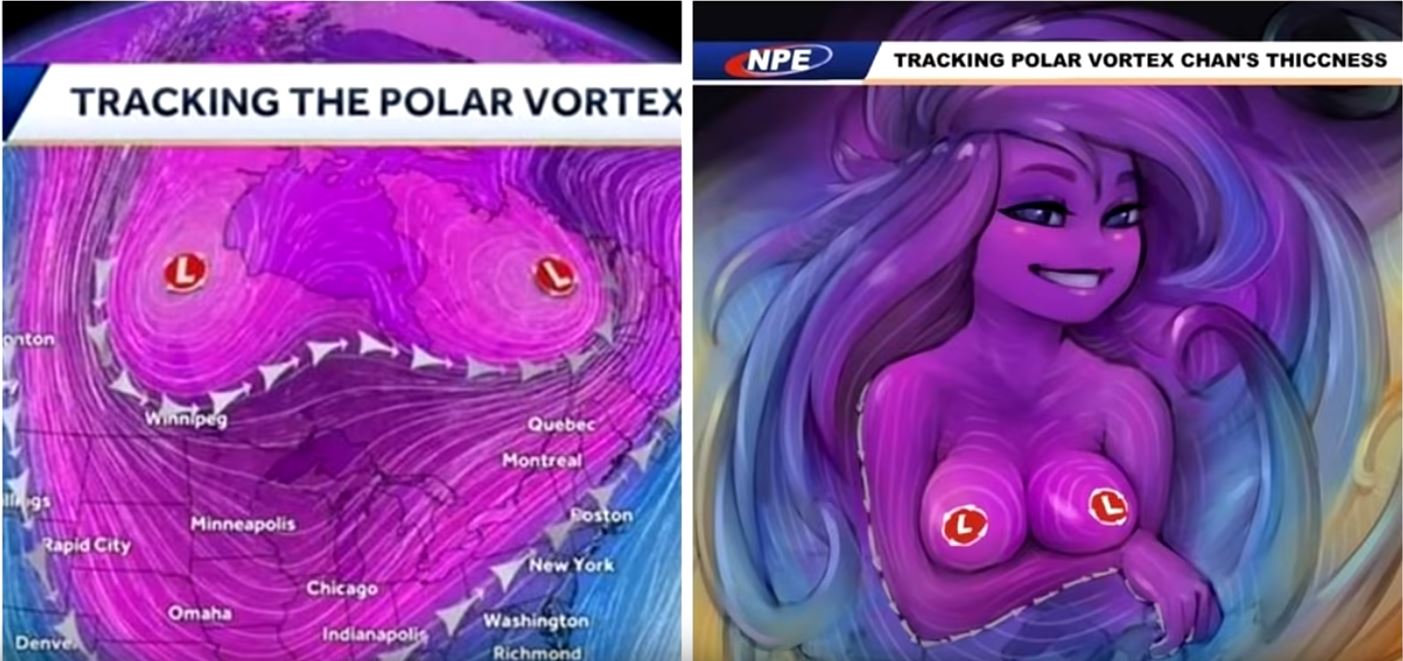 TRACKING THE POLAR VORTEX
L
L
Winnipeg
Quebec
Montreal
Minneapolis
Boston
Rapid City
New York
Chicago
Omaha
Washington
Indianapolis
Richmond
NPE
TRACKING POLAR VORTEX CHAN'S THICCNESS
L
L